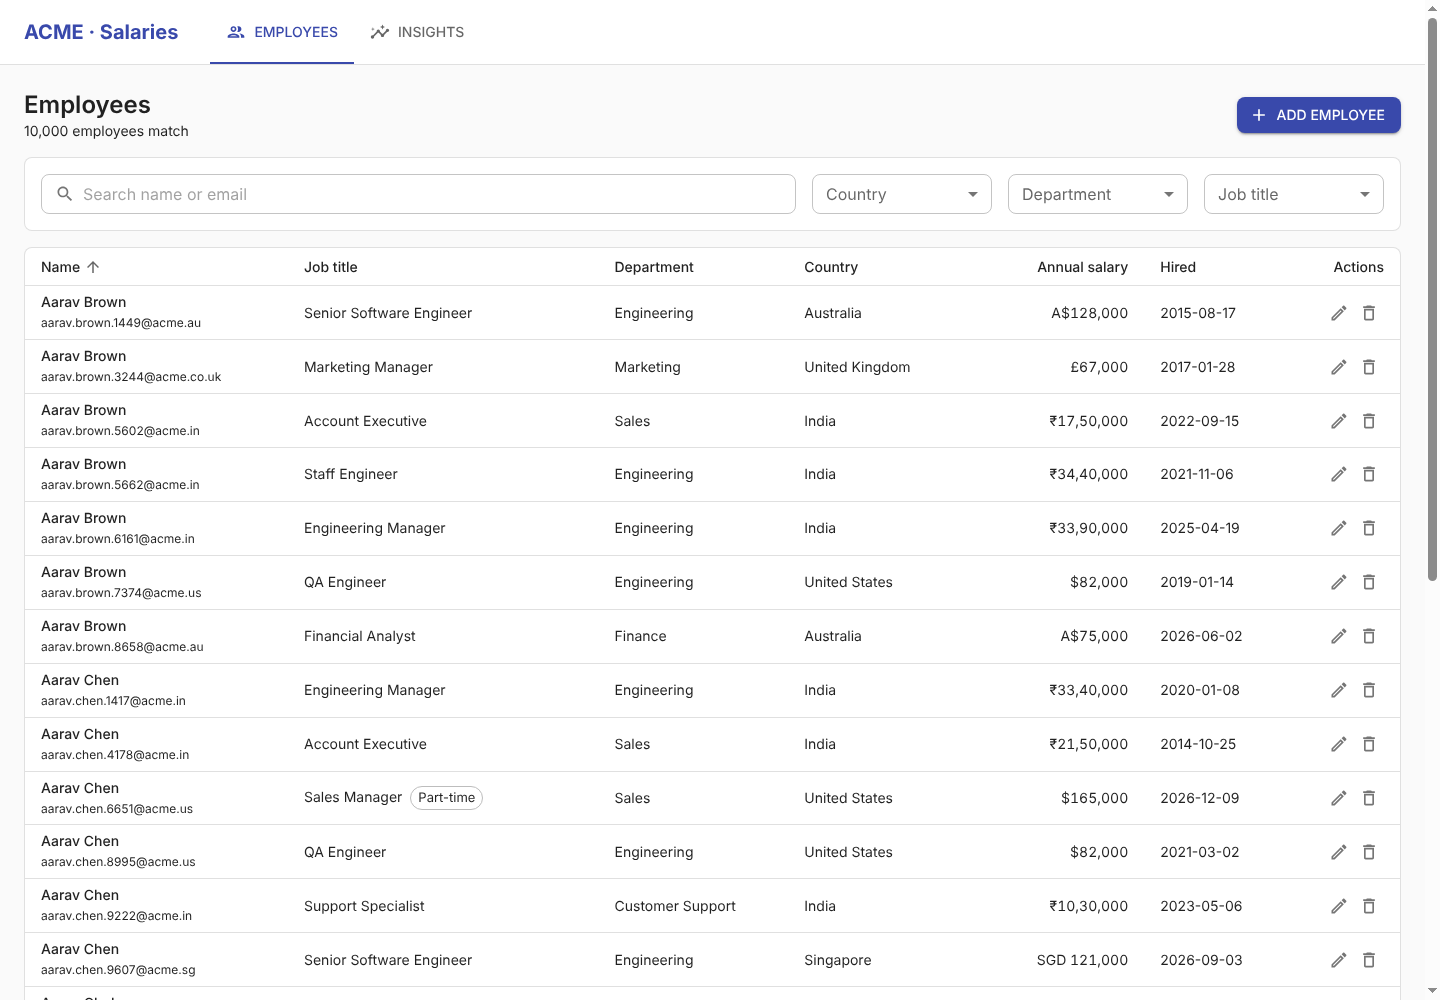 ACME · Salaries
EMPLOYEES
INSIGHTS
Employees
10,000 employees match
ADD EMPLOYEE
Search name or email
Country
Department
Job title
Name Job title Department Country Annual salary Hired Actions
Aarav Brown
aarav.brown.1449@acme.au
Senior Software Engineer Engineering Australia A$128,000 2015-08-17
Aarav Brown
aarav.brown.3244@acme.co.uk
Marketing Manager Marketing United Kingdom £67,000 2017-01-28
Aarav Brown
aarav.brown.5602@acme.in
Account Executive Sales India ₹17,50,000 2022-09-15
Aarav Brown
aarav.brown.5662@acme.in
Staff Engineer Engineering India ₹34,40,000 2021-11-06
Aarav Brown
aarav.brown.6161@acme.in
Engineering Manager Engineering India ₹33,90,000 2025-04-19
Aarav Brown
aarav.brown.7374@acme.us
QA Engineer Engineering United States $82,000 2019-01-14
Aarav Brown
aarav.brown.8658@acme.au
Financial Analyst Finance Australia A$75,000 2026-06-02
Aarav Chen
aarav.chen.1417@acme.in
Engineering Manager Engineering India ₹33,40,000 2020-01-08
Aarav Chen
aarav.chen.4178@acme.in
Account Executive Sales India ₹21,50,000 2014-10-25
Aarav Chen
aarav.chen.6651@acme.us
Sales Manager Part-time Sales United States $165,000 2026-12-09
Aarav Chen
aarav.chen.8995@acme.us
QA Engineer Engineering United States $82,000 2021-03-02
Aarav Chen
aarav.chen.9222@acme.in
Support Specialist Customer Support India ₹10,30,000 2023-05-06
Aarav Chen
aarav.chen.9607@acme.sg
Senior Software Engineer Engineering Singapore SGD 121,000 2026-09-03